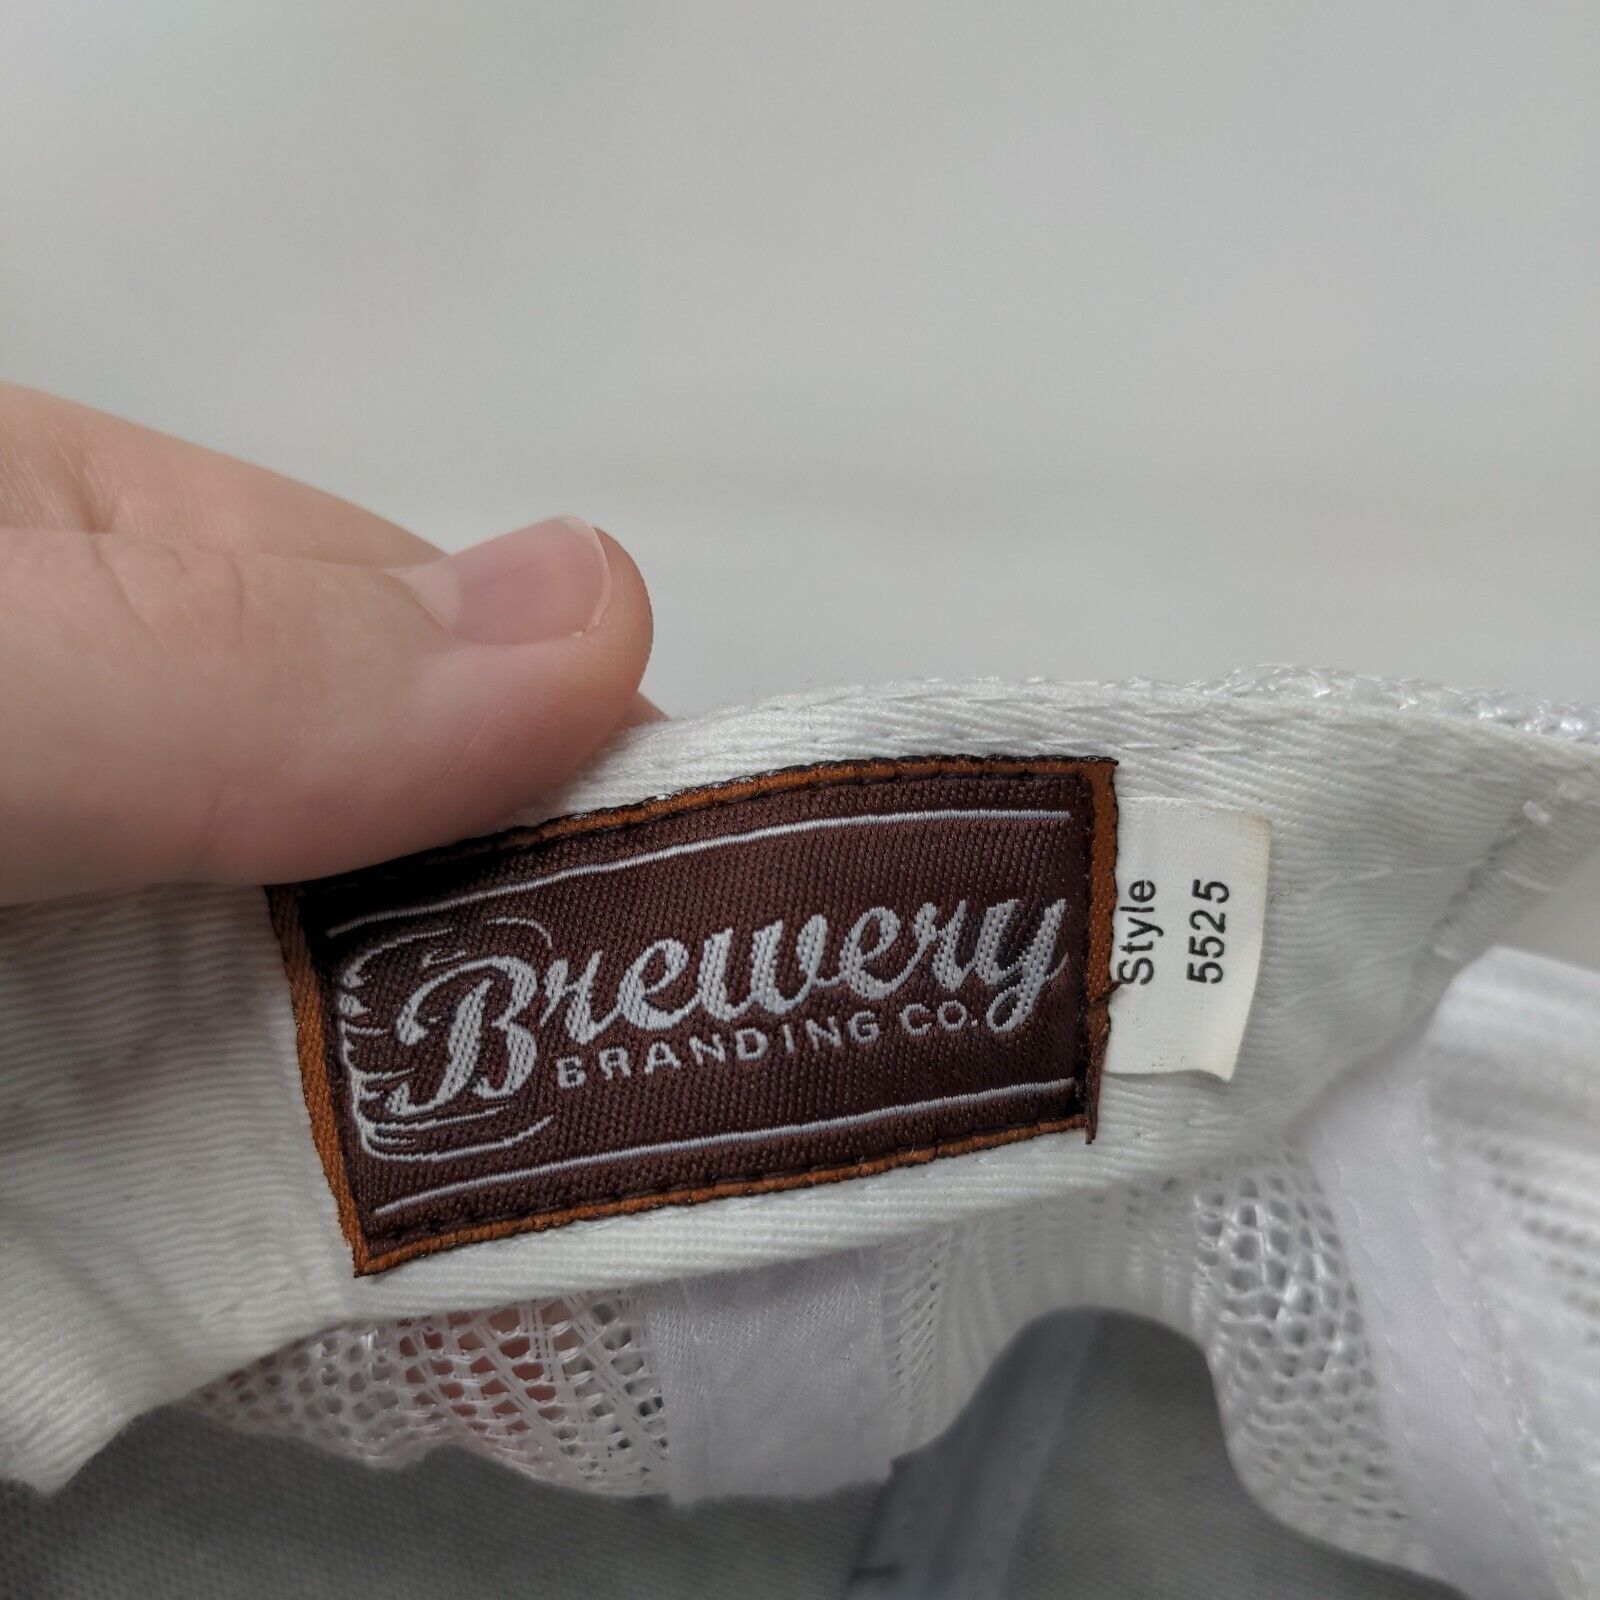 Brewery
BRANDING CO.
Style
5525